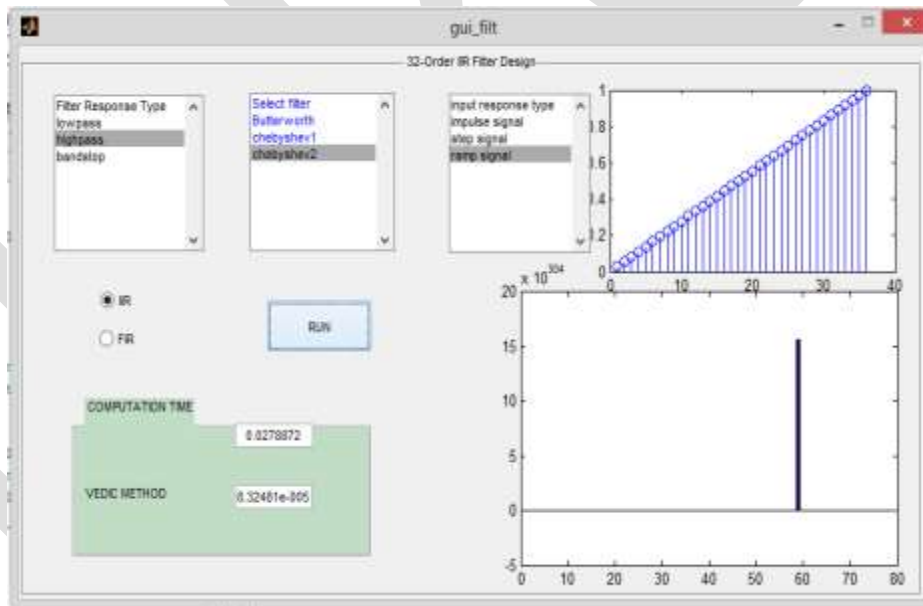 gui_filt
32-Order IIR Filter Design
Filter Response Type
lowpass
highpass
bandstop
Select filter
Butterworth
chebyshev1
chebyshev2
input response type
impulse signal
step signal
ramp signal
1
0.8
0.6
0.4
0.2
0
0 10 20 30 40
IIR
FIR
RUN
COMPUTATION TIME
0.0278872
VEDIC METHOD
8.32481e-005
x 10^304
20
15
10
5
0
-5
0 10 20 30 40 50 60 70 80